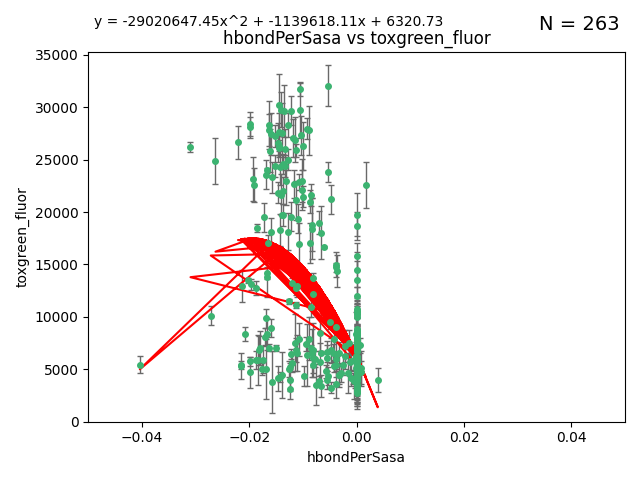 y = -29020647.45x^2 + -1139618.11x + 6320.73
N = 263
hbondPerSasa vs toxgreen_fluor
35000
30000
25000
20000
15000
10000
5000
0
toxgreen_fluor
−0.04
−0.02
0.00
0.02
0.04
hbondPerSasa